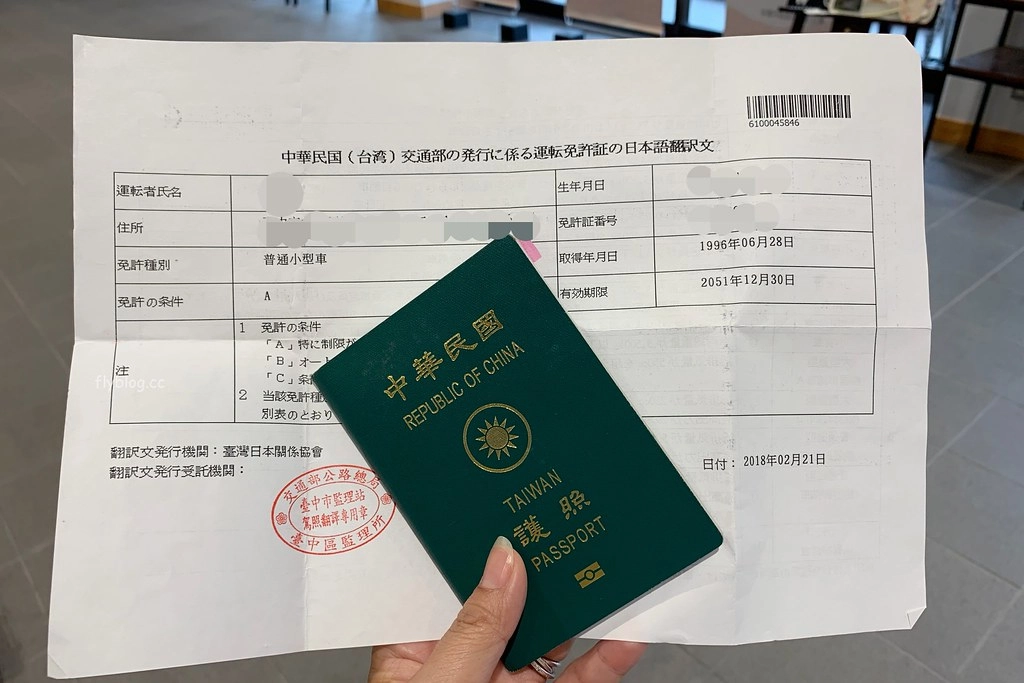 6100045846
中華民国(台湾)交通部の発行に係る運転免許証の日本語翻訳文
運転者氏名
生年月日
住所
免許証番号
免許種別
普通小型車
取得年月日
1996年06月28日
免許の条件
A
有効期限
2051年12月30日
注
1 免許の条件
「A」特に制限が
「B」オート
「C」条
2 当該免許種
別表のとおり
翻訳文発行機関:臺灣日本關係協會
翻訳文発行受託機関:
日付:2018年02月21日
交通部公路總局
臺中市監理站
駕照翻譯專用章
臺中區監理所
中華民國
REPUBLIC OF CHINA
TAIWAN
護照
PASSPORT
flyblog.cc